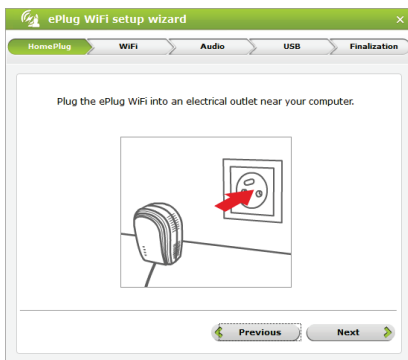 ePlug WiFi setup wizard
HomePlug WiFi Audio USB Finalization
Plug the ePlug WiFi into an electrical outlet near your computer.
Previous Next